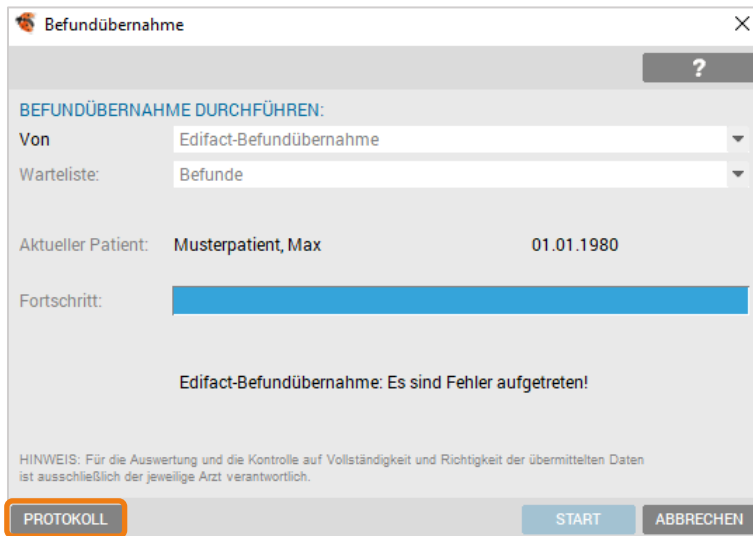 Befundübernahme
?
BEFUNDÜBERNAHME DURCHFÜHREN:
Von Edifact-Befundübernahme
Warteliste: Befunde
Aktueller Patient: Musterpatient, Max 01.01.1980
Fortschritt:
Edifact-Befundübernahme: Es sind Fehler aufgetreten!
HINWEIS: Für die Auswertung und die Kontrolle auf Vollständigkeit und Richtigkeit der übermittelten Daten
ist ausschließlich der jeweilige Arzt verantwortlich.
PROTOKOLL START ABBRECHEN